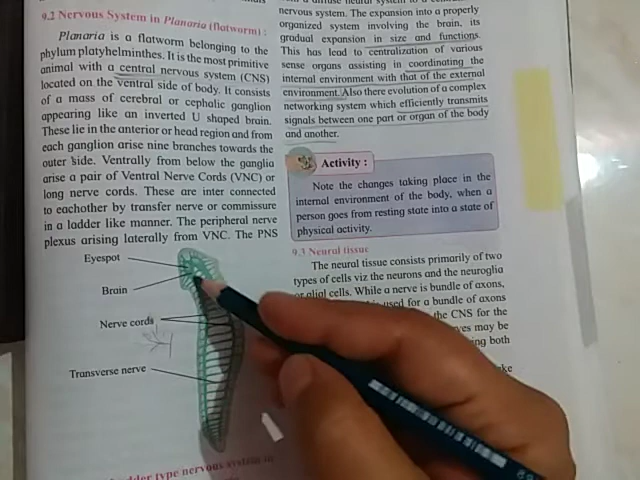 9.2 Nervous System in Planaria (flatworm) :
Planaria is a flatworm belonging to the
phylum platyhelminthes. It is the most primitive
animal with a central nervous system (CNS)
located on the ventral side of body. It consists
of a mass of cerebral or cephalic ganglion
appearing like an inverted U shaped brain.
These lie in the anterior or head region and from
each ganglion arise nine branches towards the
outer side. Ventrally from below the ganglia
arise a pair of Ventral Nerve Cords (VNC) or
long nerve cords. These are inter connected
to eachother by transfer nerve or commissure
in a ladder like manner. The peripheral nerve
plexus arising laterally from VNC. The PNS
Eyespot
Brain
Nerve cords
Transverse nerve
ladder type nervous system in
nervous system. The expansion into a properly
organized system involving the brain, its
gradual expansion in size and functions.
This has lead to centralization of various
sense organs assisting in coordinating the
internal environment with that of the external
environment. Also there evolution of a complex
networking system which efficiently transmits
signals between one part or organ of the body
and another.
Activity :
Note the changes taking place in the
internal environment of the body, when a
person goes from resting state into a state of
physical activity.
9.3 Neural tissue
The neural tissue consists primarily of two
types of cells viz the neurons and the neuroglia
or glial cells. While a nerve is bundle of axons,
used for a bundle of axons
the CNS for the
may be
both